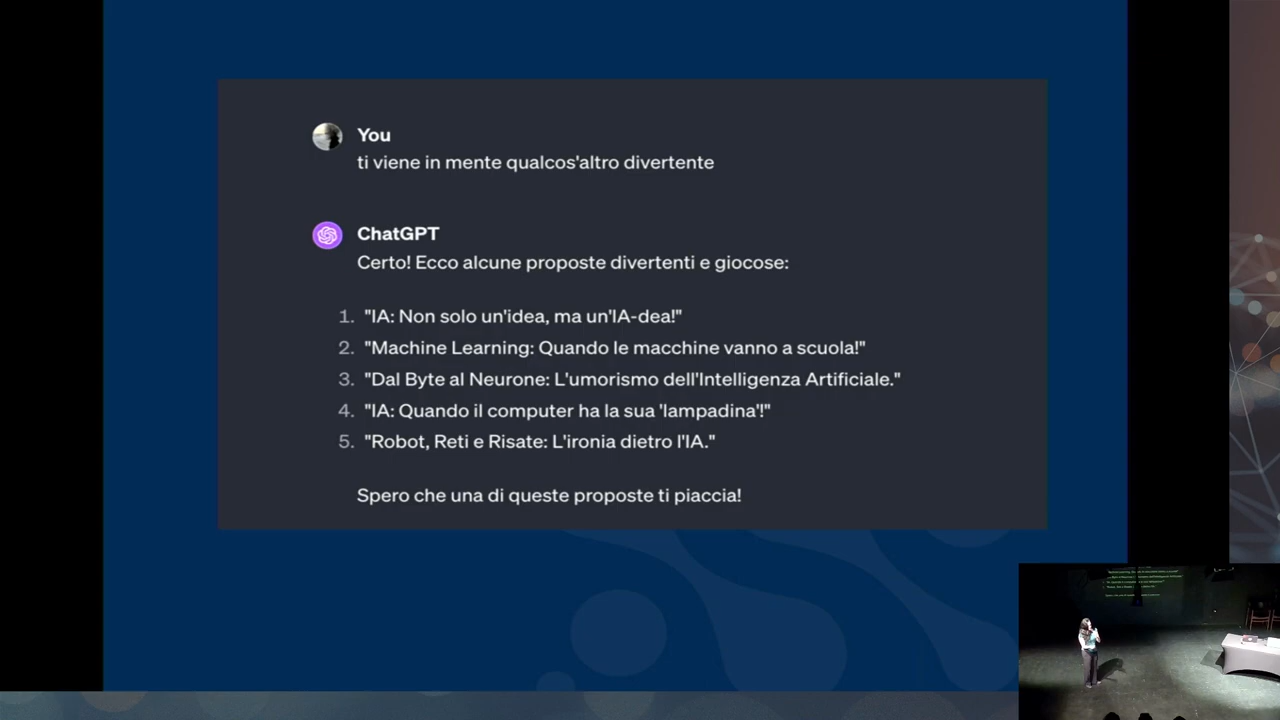 You
ti viene in mente qualcos'altro divertente
ChatGPT
Certo! Ecco alcune proposte divertenti e giocose:
1. "IA: Non solo un'idea, ma un'IA-dea!"
2. "Machine Learning: Quando le macchine vanno a scuola!"
3. "Dal Byte al Neurone: L'umorismo dell'Intelligenza Artificiale."
4. "IA: Quando il computer ha la sua 'lampadina'!"
5. "Robot, Reti e Risate: L'ironia dietro l'IA."
Spero che una di queste proposte ti piaccia!